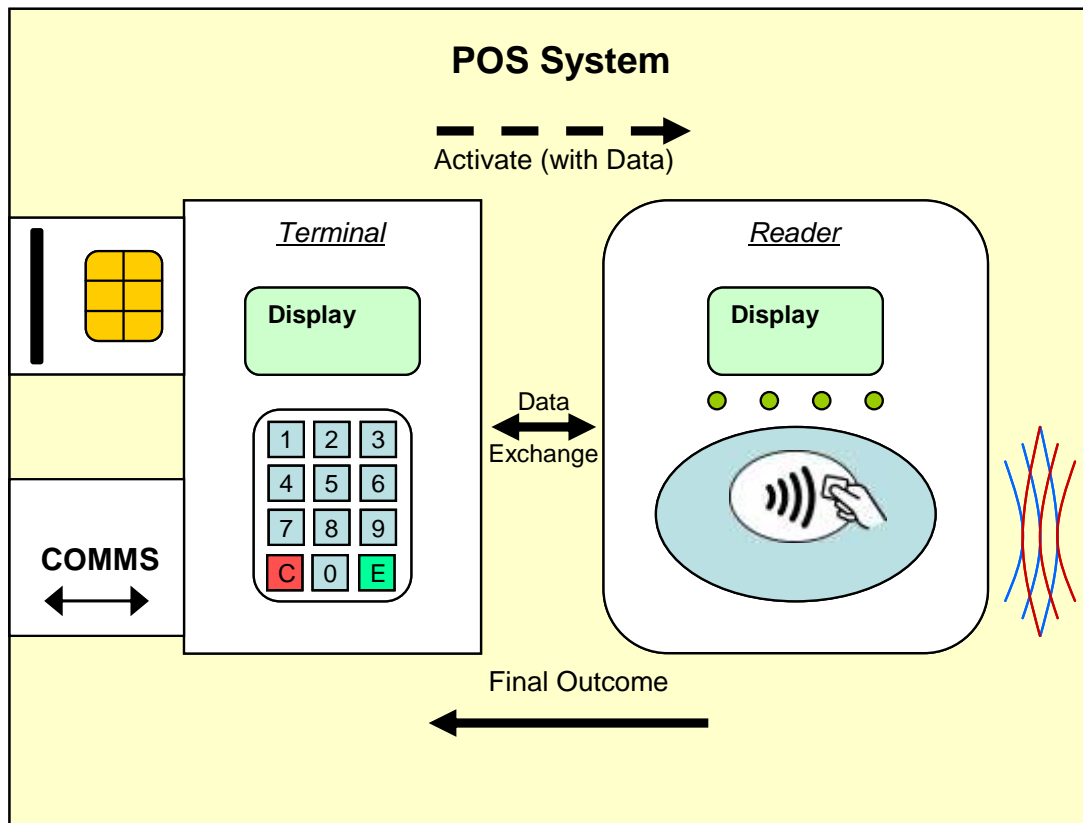 POS System
Activate (with Data)
Terminal
Reader
Display
Display
Data
Exchange
1 2 3
4 5 6
7 8 9
C 0 E
COMMS
Final Outcome